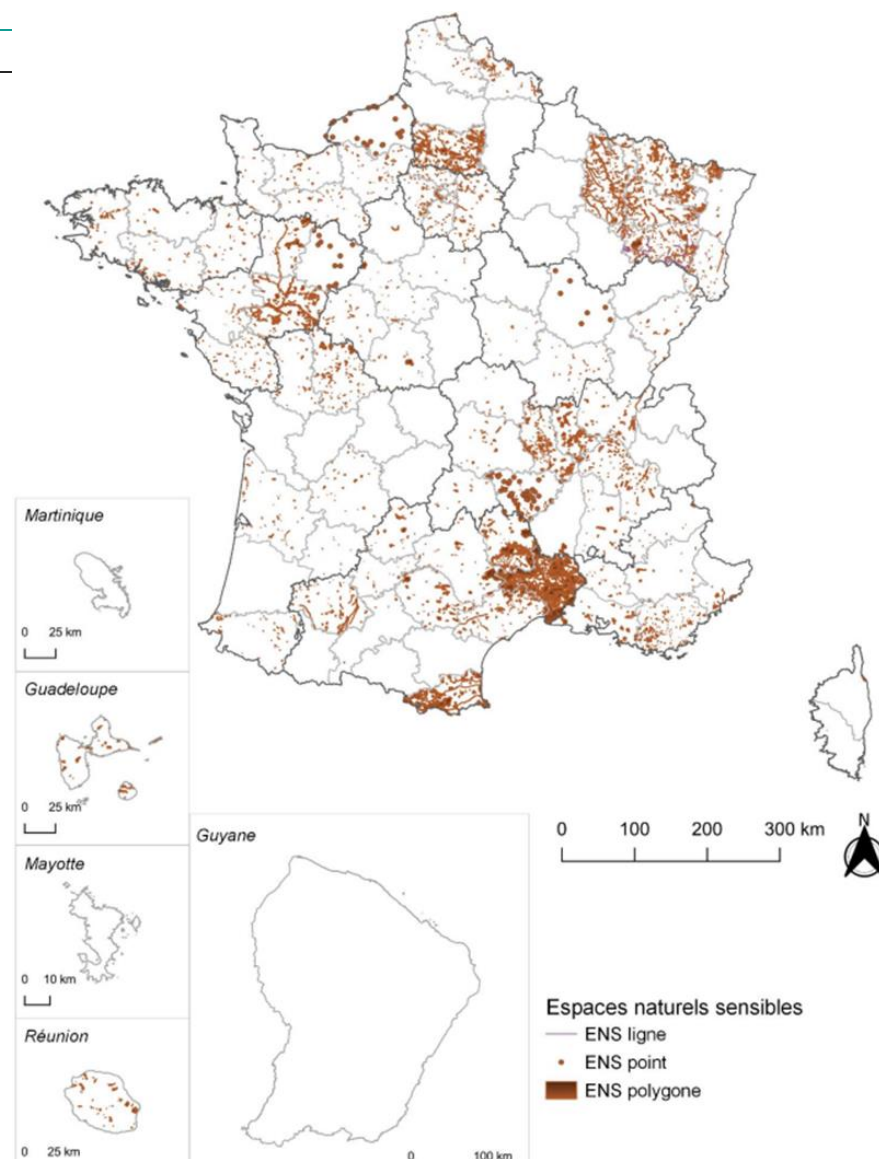 Martinique
0 25 km
Guadeloupe
0 25 km
Mayotte
0 10 km
Réunion
0 25 km
Guyane
0 100 km
0 100 200 300 km
N
Espaces naturels sensibles
ENS ligne
ENS point
ENS polygone